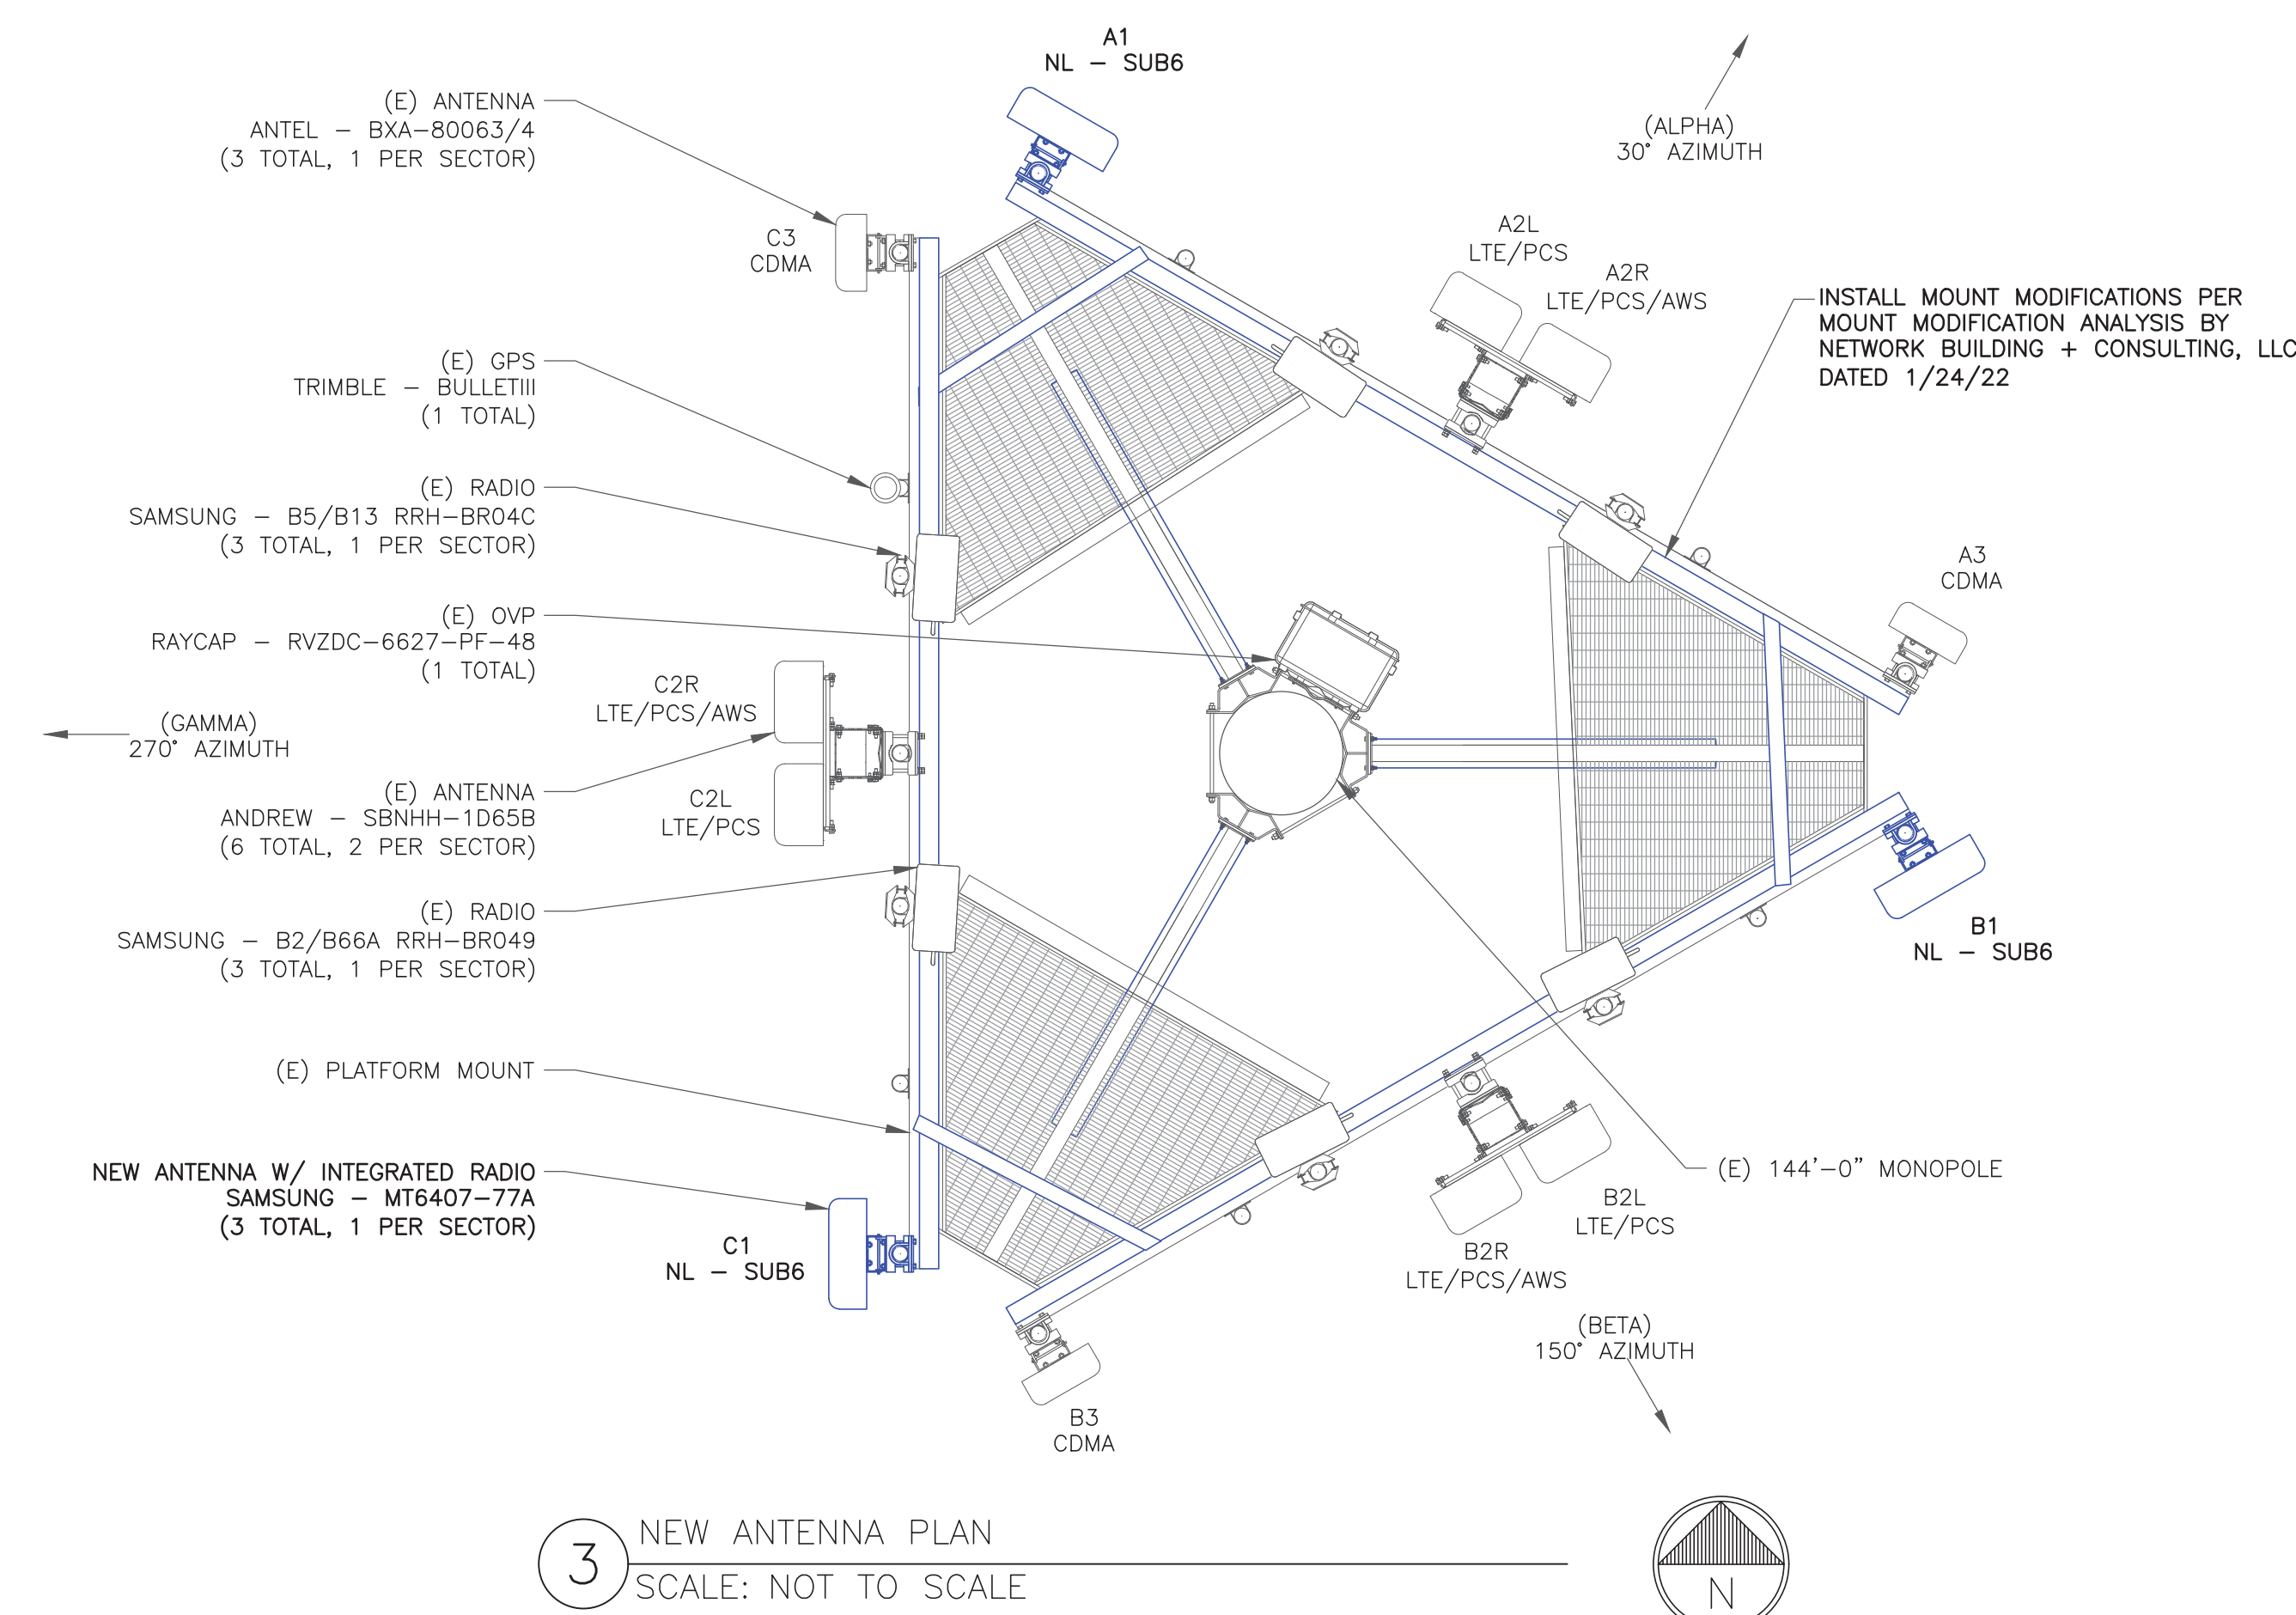 A1
NL – SUB6
(E) ANTENNA
ANTEL – BXA-80063/4
(3 TOTAL, 1 PER SECTOR)
(ALPHA)
30° AZIMUTH
C3
CDMA
A2L
LTE/PCS
A2R
LTE/PCS/AWS
INSTALL MOUNT MODIFICATIONS PER
MOUNT MODIFICATION ANALYSIS BY
NETWORK BUILDING + CONSULTING, LLC
DATED 1/24/22
(E) GPS
TRIMBLE – BULLETIII
(1 TOTAL)
(E) RADIO
SAMSUNG – B5/B13 RRH-BR04C
(3 TOTAL, 1 PER SECTOR)
A3
CDMA
(E) OVP
RAYCAP – RVZDC-6627-PF-48
(1 TOTAL)
C2R
LTE/PCS/AWS
(GAMMA)
270° AZIMUTH
(E) ANTENNA
ANDREW – SBNHH-1D65B
(6 TOTAL, 2 PER SECTOR)
C2L
LTE/PCS
(E) RADIO
SAMSUNG – B2/B66A RRH-BR049
(3 TOTAL, 1 PER SECTOR)
B1
NL – SUB6
(E) PLATFORM MOUNT
NEW ANTENNA W/ INTEGRATED RADIO
SAMSUNG – MT6407-77A
(3 TOTAL, 1 PER SECTOR)
(E) 144'-0" MONOPOLE
C1
NL – SUB6
B2L
LTE/PCS
B2R
LTE/PCS/AWS
(BETA)
150° AZIMUTH
B3
CDMA
3
NEW ANTENNA PLAN
SCALE: NOT TO SCALE
N